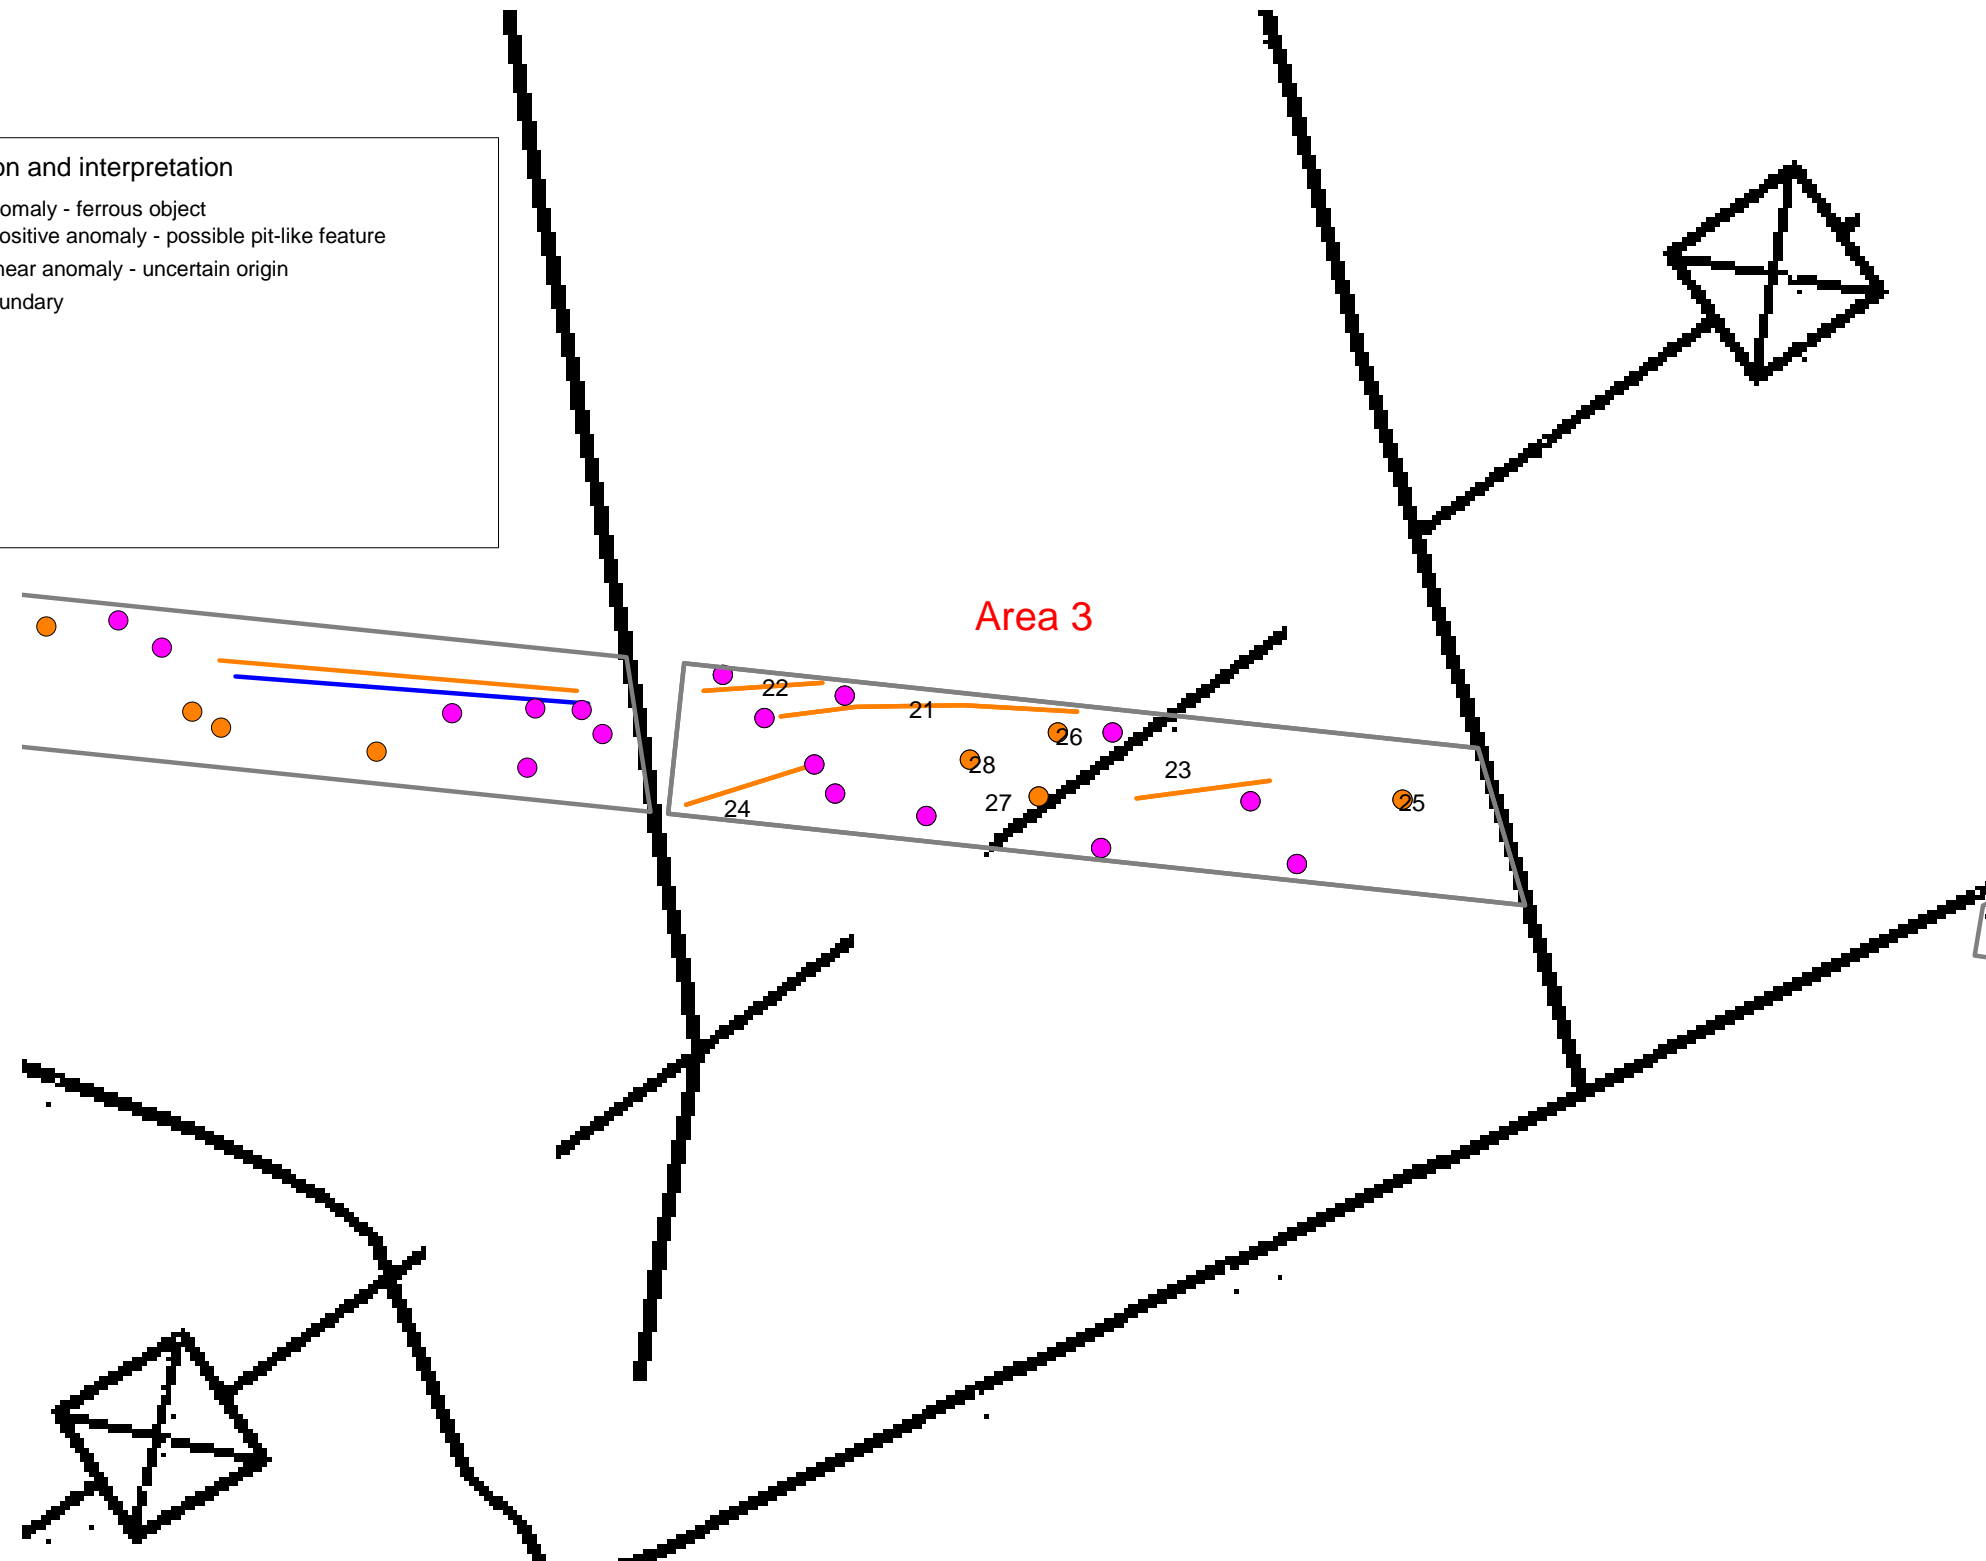 on and interpretation
omaly - ferrous object
ositive anomaly - possible pit-like feature
near anomaly - uncertain origin
undary
Area 3
22
21
26
28
23
27
25
24